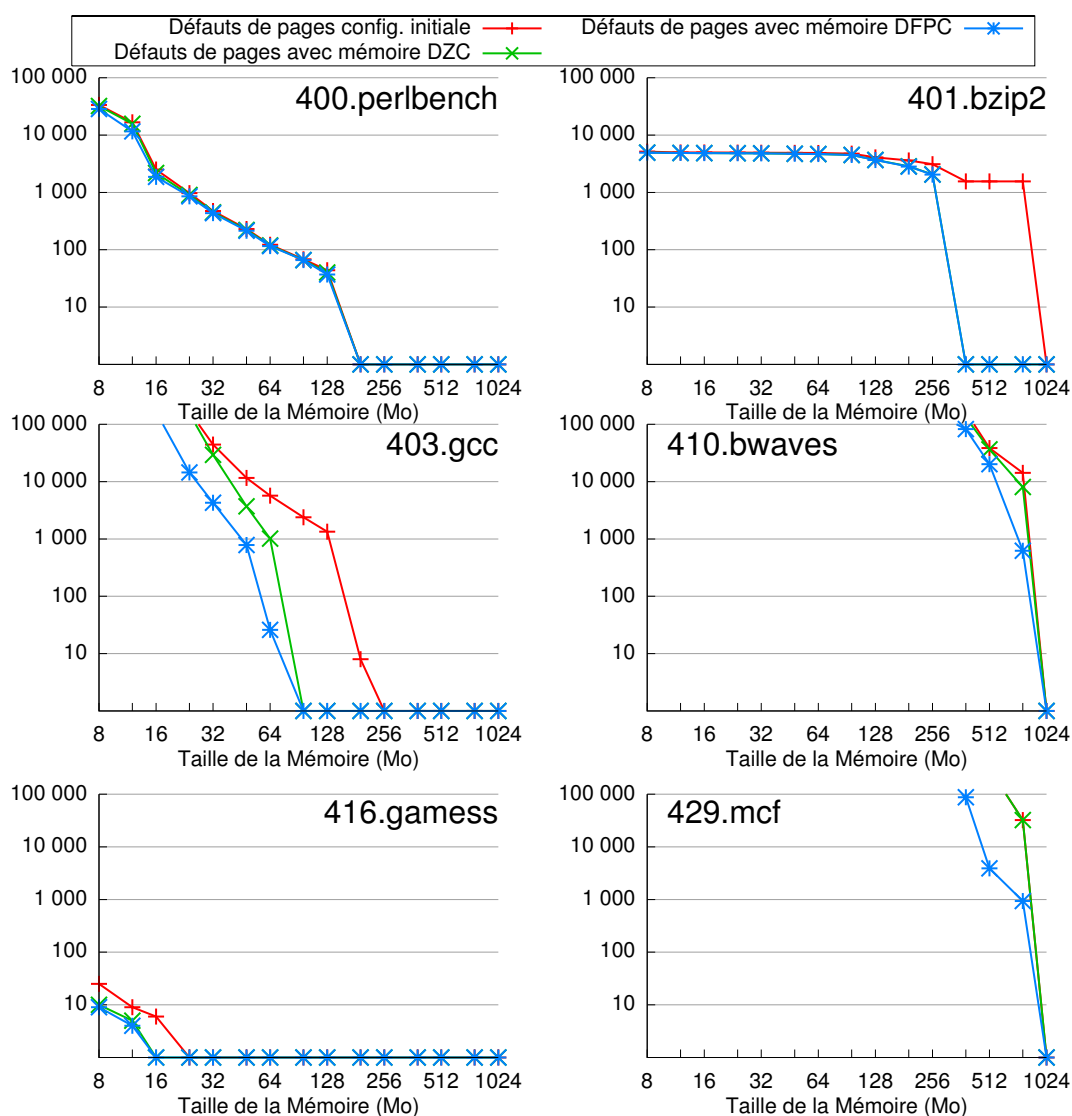 Défauts de pages config. initiale
Défauts de pages avec mémoire DZC
Défauts de pages avec mémoire DFPC
400.perlbench
100 000
10 000
1 000
100
10
8 16 32 64 128 256 512 1024
Taille de la Mémoire (Mo)
401.bzip2
100 000
10 000
1 000
100
10
8 16 32 64 128 256 512 1024
Taille de la Mémoire (Mo)
403.gcc
100 000
10 000
1 000
100
10
8 16 32 64 128 256 512 1024
Taille de la Mémoire (Mo)
410.bwaves
100 000
10 000
1 000
100
10
8 16 32 64 128 256 512 1024
Taille de la Mémoire (Mo)
416.gamess
100 000
10 000
1 000
100
10
8 16 32 64 128 256 512 1024
Taille de la Mémoire (Mo)
429.mcf
100 000
10 000
1 000
100
10
8 16 32 64 128 256 512 1024
Taille de la Mémoire (Mo)